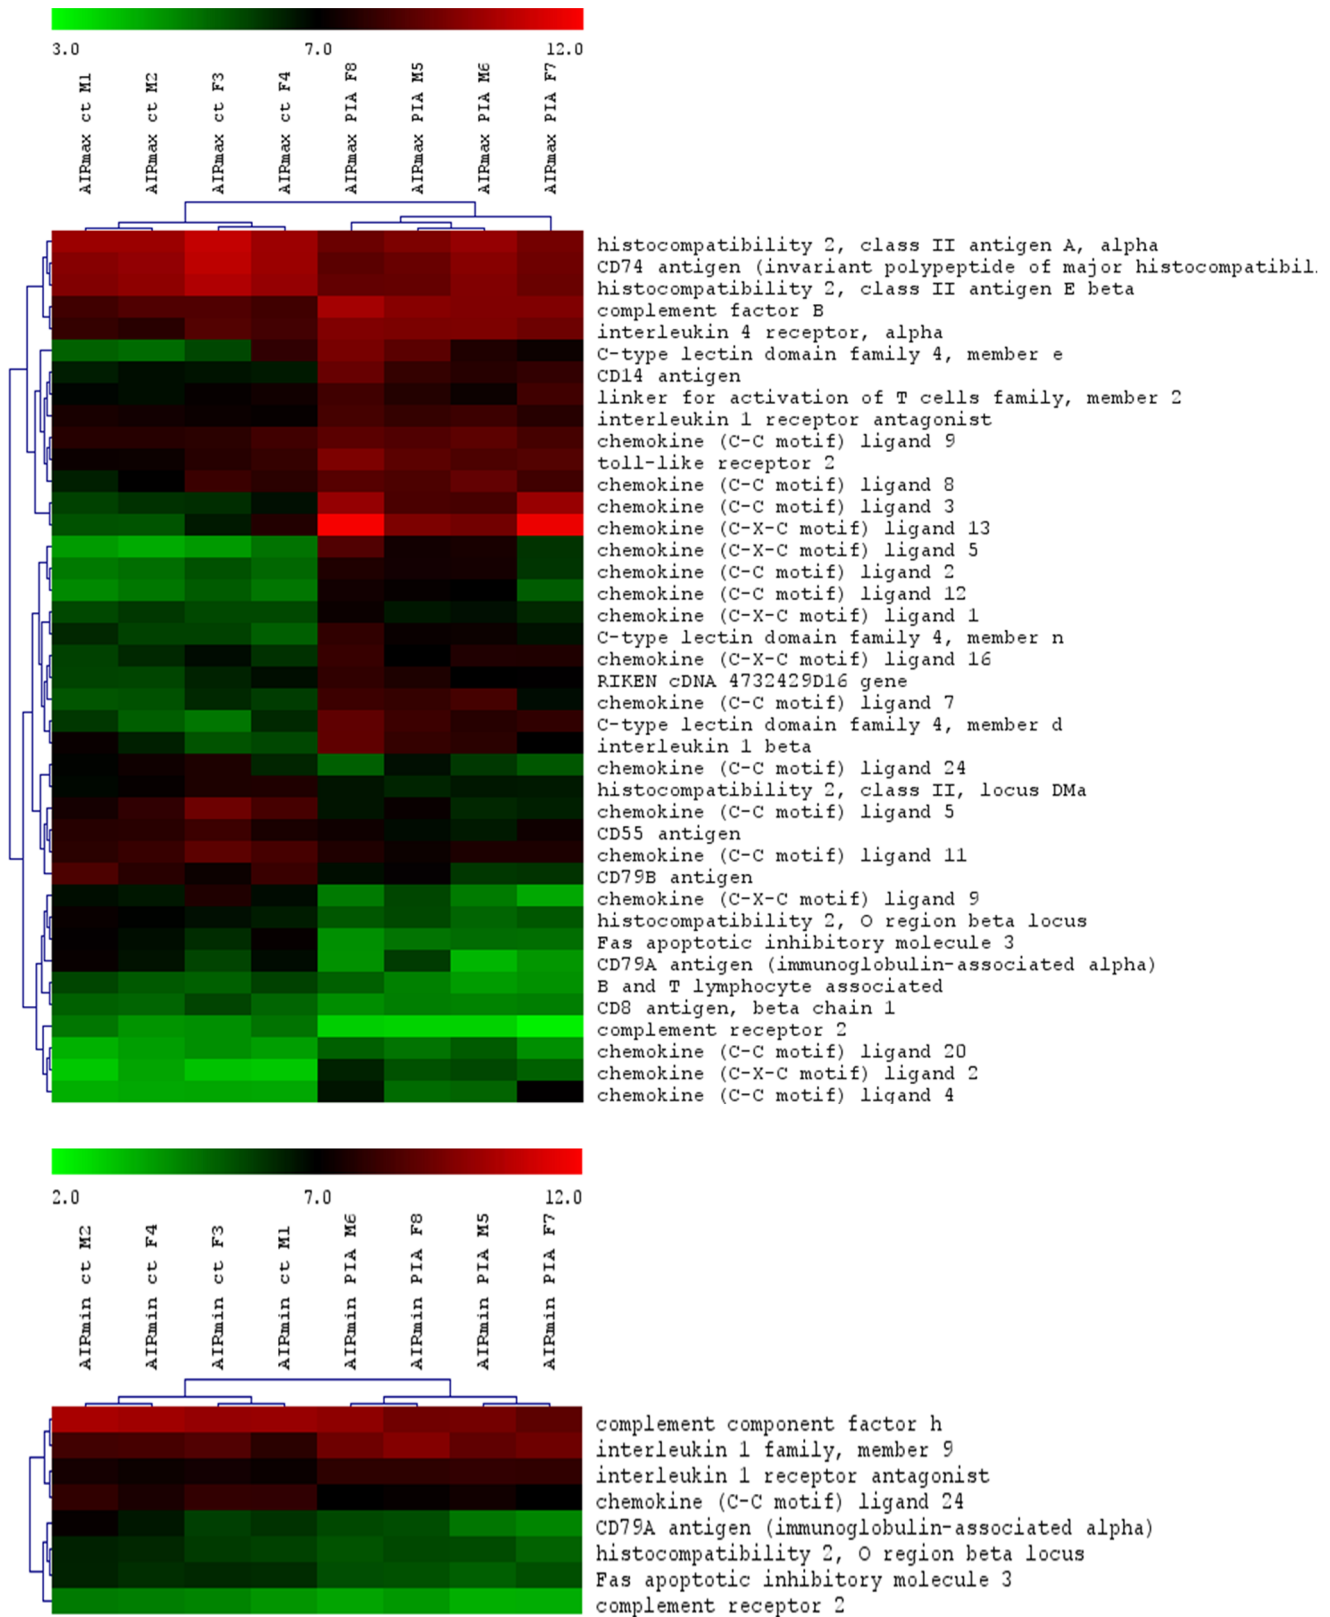 3.0 7.0 12.0
AIRmax ct M1
AIRmax ct M2
AIRmax ct F3
AIRmax ct F4
AIRmax PIA F8
AIRmax PIA M5
AIRmax PIA M6
AIRmax PIA F7
histocompatibility 2, class II antigen A, alpha
CD74 antigen (invariant polypeptide of major histocompatibil...
histocompatibility 2, class II antigen E beta
complement factor B
interleukin 4 receptor, alpha
C-type lectin domain family 4, member e
CD14 antigen
linker for activation of T cells family, member 2
interleukin 1 receptor antagonist
chemokine (C-C motif) ligand 9
toll-like receptor 2
chemokine (C-C motif) ligand 8
chemokine (C-C motif) ligand 3
chemokine (C-X-C motif) ligand 13
chemokine (C-X-C motif) ligand 5
chemokine (C-C motif) ligand 2
chemokine (C-C motif) ligand 12
chemokine (C-X-C motif) ligand 1
C-type lectin domain family 4, member n
chemokine (C-X-C motif) ligand 16
RIKEN cDNA 4732429D16 gene
chemokine (C-C motif) ligand 7
C-type lectin domain family 4, member d
interleukin 1 beta
chemokine (C-C motif) ligand 24
histocompatibility 2, class II, locus DMa
chemokine (C-C motif) ligand 5
CD55 antigen
chemokine (C-C motif) ligand 11
CD79B antigen
chemokine (C-X-C motif) ligand 9
histocompatibility 2, O region beta locus
Fas apoptotic inhibitory molecule 3
CD79A antigen (immunoglobulin-associated alpha)
B and T lymphocyte associated
CD8 antigen, beta chain 1
complement receptor 2
chemokine (C-C motif) ligand 20
chemokine (C-X-C motif) ligand 2
chemokine (C-C motif) ligand 4
2.0 7.0 12.0
AIRmin ct M2
AIRmin ct F4
AIRmin ct F3
AIRmin ct M1
AIRmin PIA M6
AIRmin PIA F8
AIRmin PIA M5
AIRmin PIA F7
complement component factor h
interleukin 1 family, member 9
interleukin 1 receptor antagonist
chemokine (C-C motif) ligand 24
CD79A antigen (immunoglobulin-associated alpha)
histocompatibility 2, O region beta locus
Fas apoptotic inhibitory molecule 3
complement receptor 2